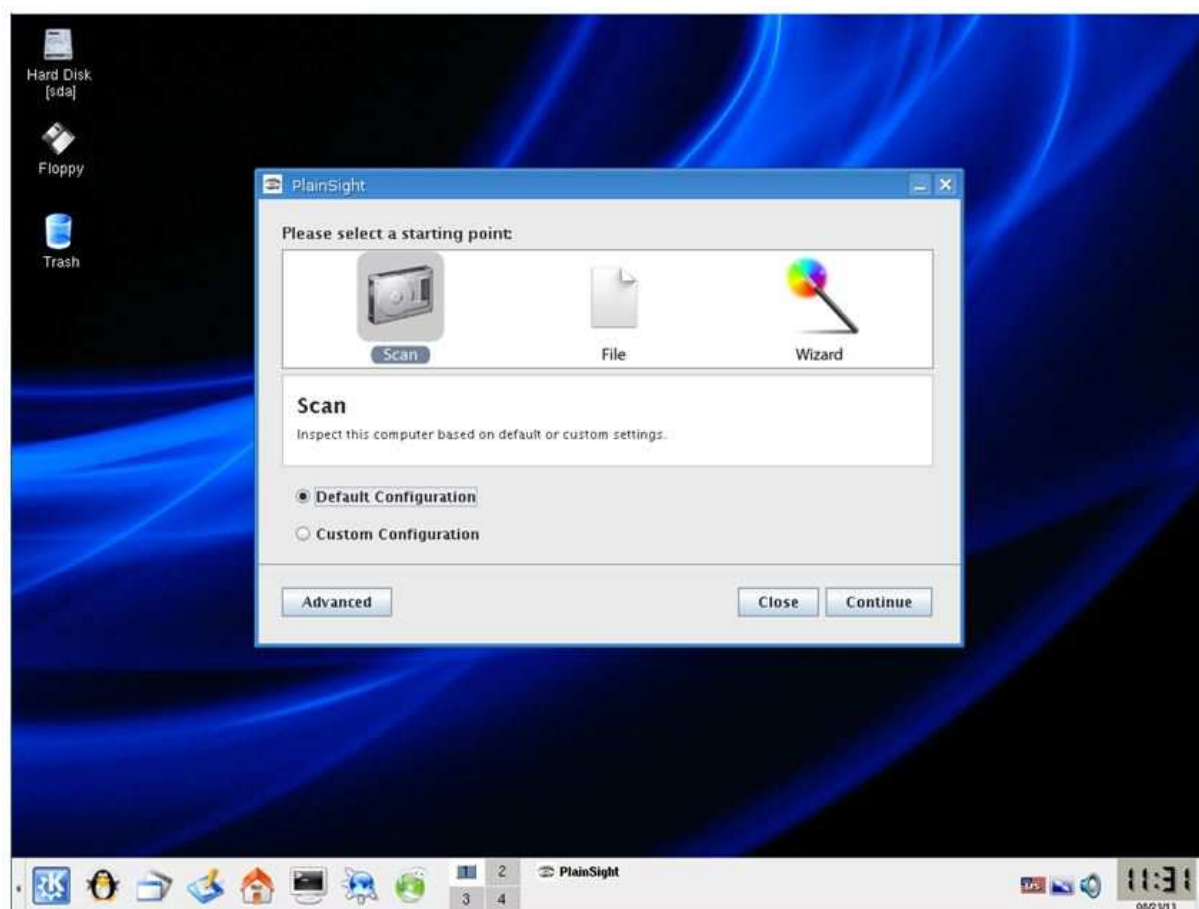 Hard Disk
[sda]
Floppy
Trash
PlainSight
Please select a starting point:
Scan
File
Wizard
Scan
Inspect this computer based on default or custom settings.
Default Configuration
Custom Configuration
Advanced
Close
Continue
1
2
3
4
PlainSight
US
11:31